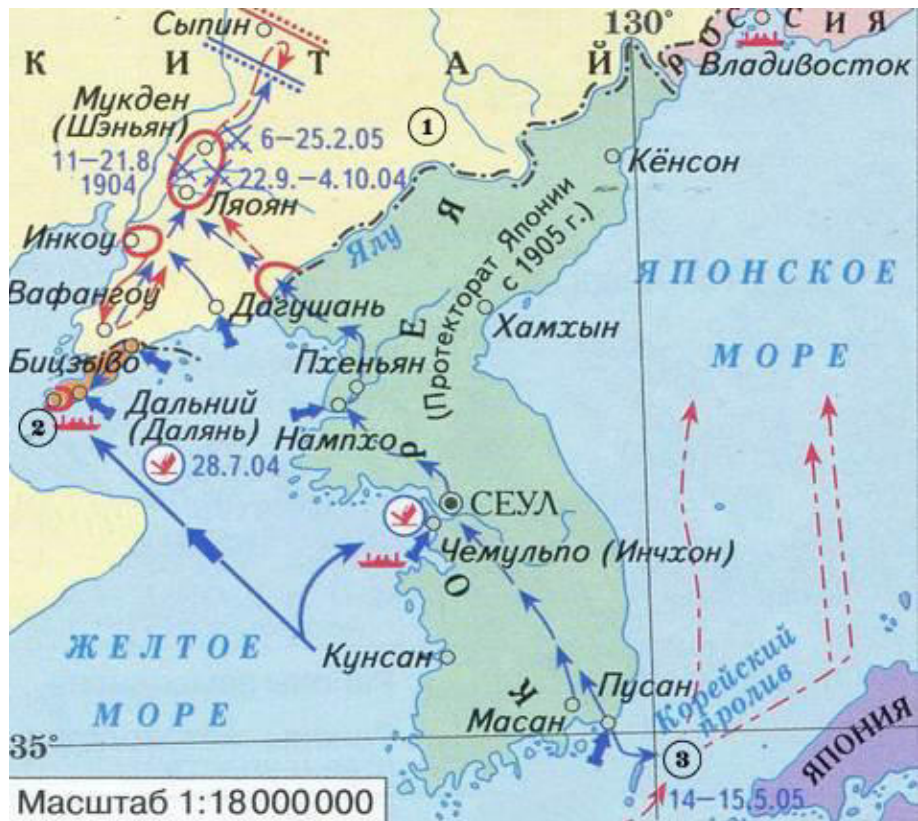 Сыпин
130°
РОССИЯ
Владивосток
КИТАЙ
Мукден
(Шэньян)
1
6–25.2.05
11–21.8.
1904
22.9.–4.10.04
Ляоян
Кёнсон
Инкоу
Ялу
ЯПОНСКОЕ
МОРЕ
Вафангоу
Дагушань
КОРЕЯ
(Протекторат Японии
с 1905 г.)
Хамхын
Бицзыво
Пхеньян
2
Дальний
(Далянь)
Нампхо
28.7.04
СЕУЛ
Чемульпо (Инчхон)
ЖЕЛТОЕ
МОРЕ
Кунсан
Масан
Пусан
Корейский
пролив
35°
3
ЯПОНИЯ
14–15.5.05
Масштаб 1:18 000 000